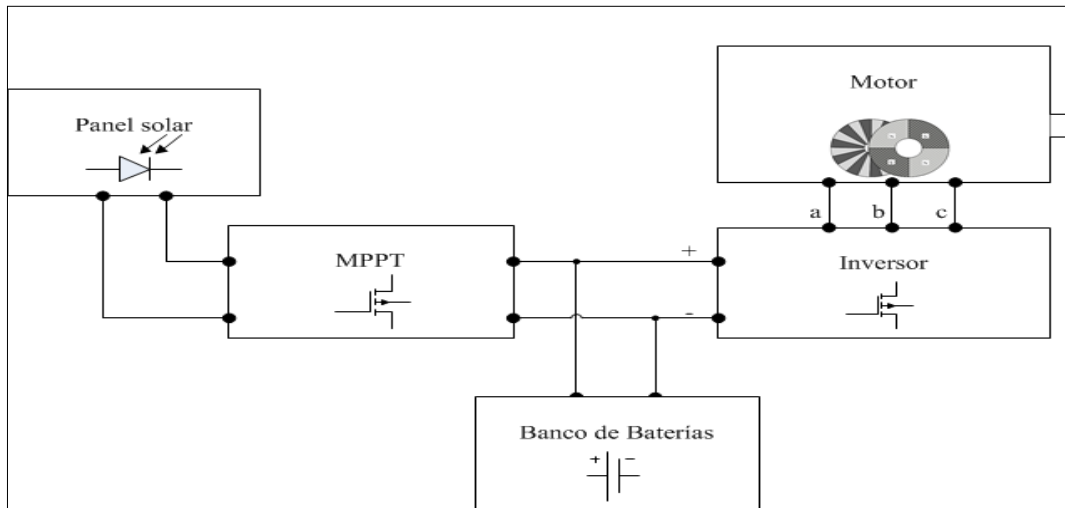 Motor
Panel solar
a b c
MPPT
+
Inversor
-
Banco de Baterías
+ -